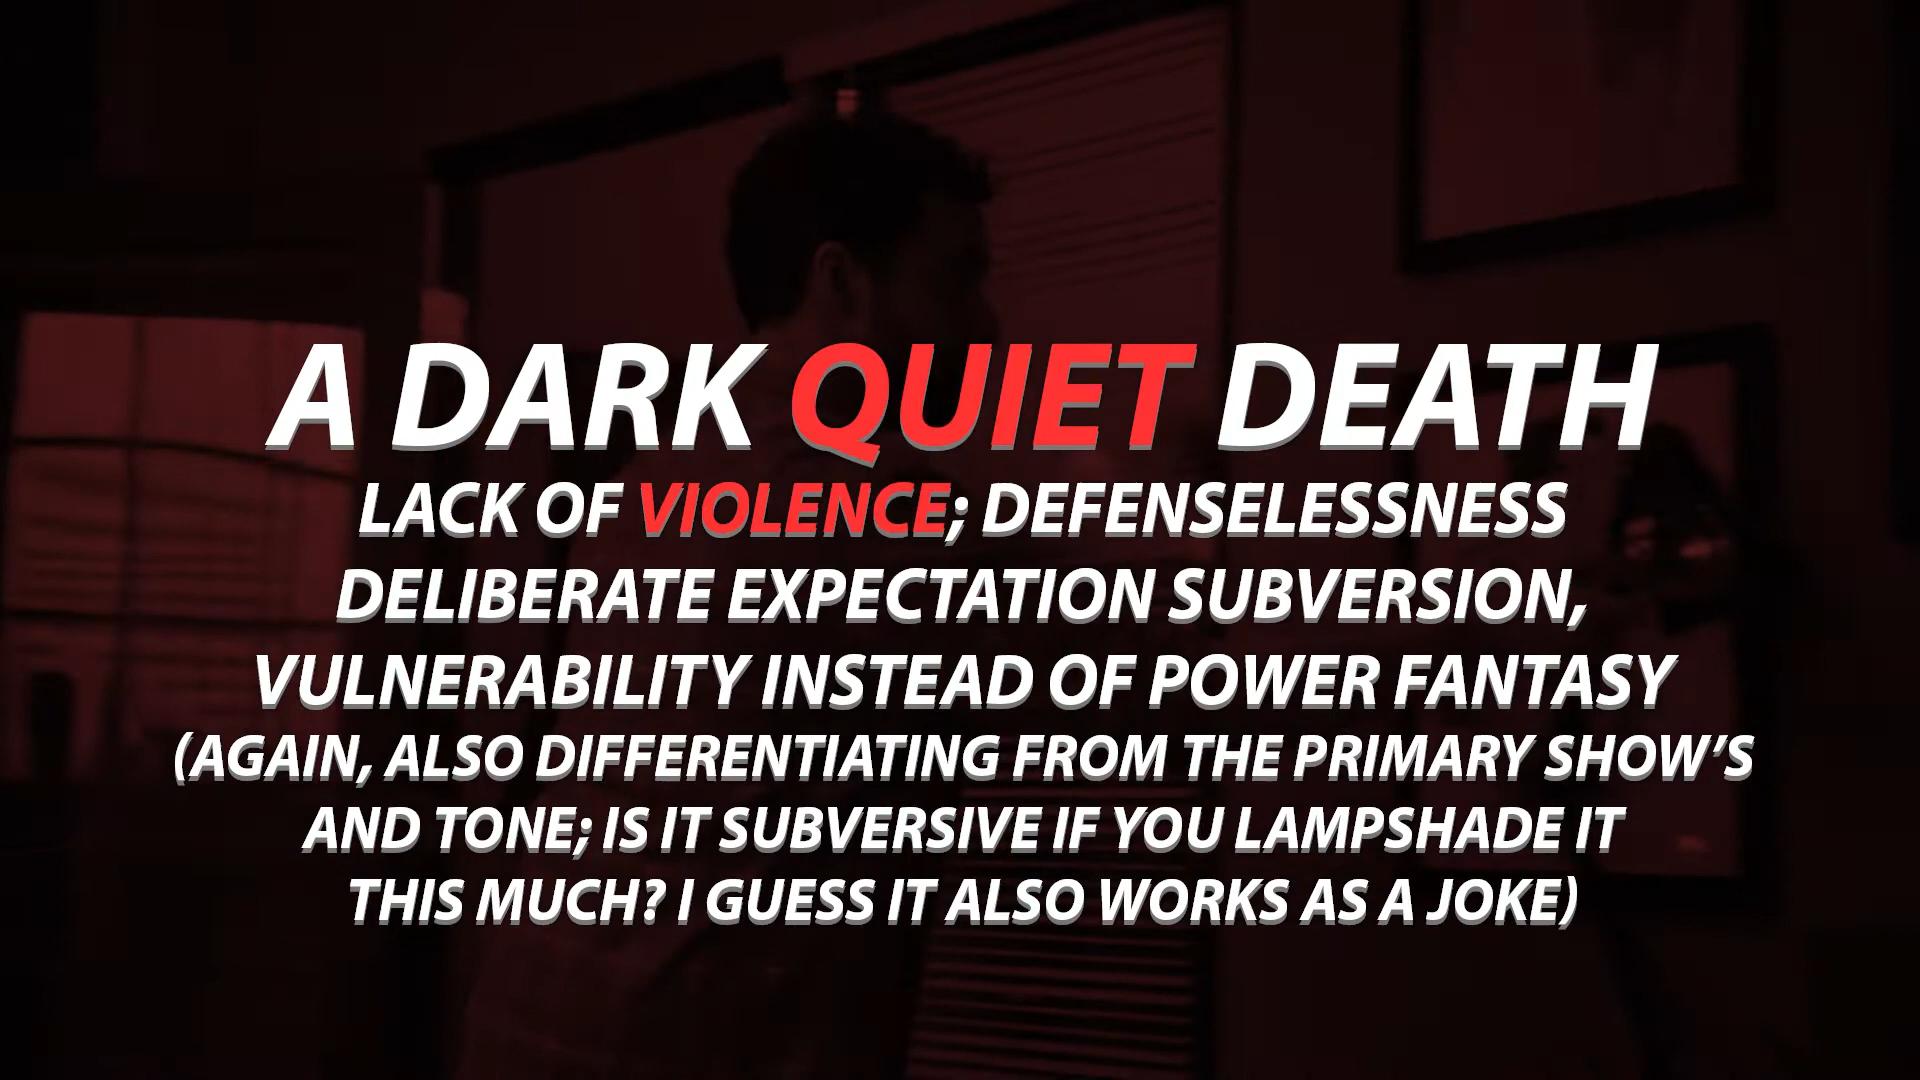 A DARK QUIET DEATH
LACK OF VIOLENCE; DEFENSELESSNESS
DELIBERATE EXPECTATION SUBVERSION,
VULNERABILITY INSTEAD OF POWER FANTASY
(AGAIN, ALSO DIFFERENTIATING FROM THE PRIMARY SHOW’S
AND TONE; IS IT SUBVERSIVE IF YOU LAMPSHADE IT
THIS MUCH? I GUESS IT ALSO WORKS AS A JOKE)